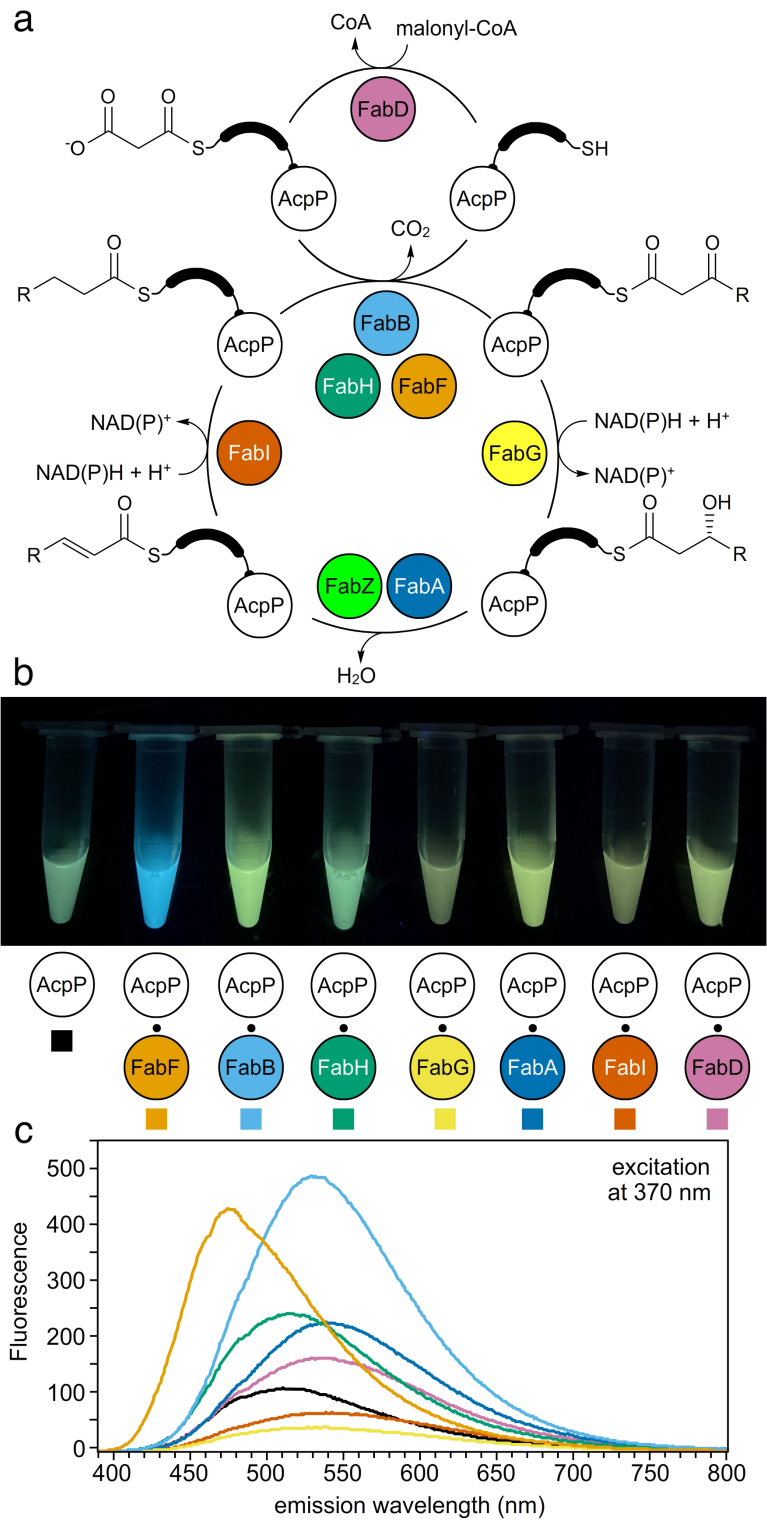 a
CoA malonyl-CoA
FabD
O O
⁻O S SH
AcpP AcpP
CO₂
O O O
R S S R
FabB
AcpP AcpP
FabH FabF
NAD(P)⁺ NAD(P)H + H⁺
FabI FabG
NAD(P)H + H⁺ NAD(P)⁺
O O OH
R S S R
FabZ FabA
AcpP AcpP
H₂O
b
AcpP AcpP AcpP AcpP AcpP AcpP AcpP AcpP
FabF FabB FabH FabG FabA FabI FabD
c
excitation
at 370 nm
500
400
300
200
100
0
Fluorescence
400 450 500 550 600 650 700 750 800
emission wavelength (nm)